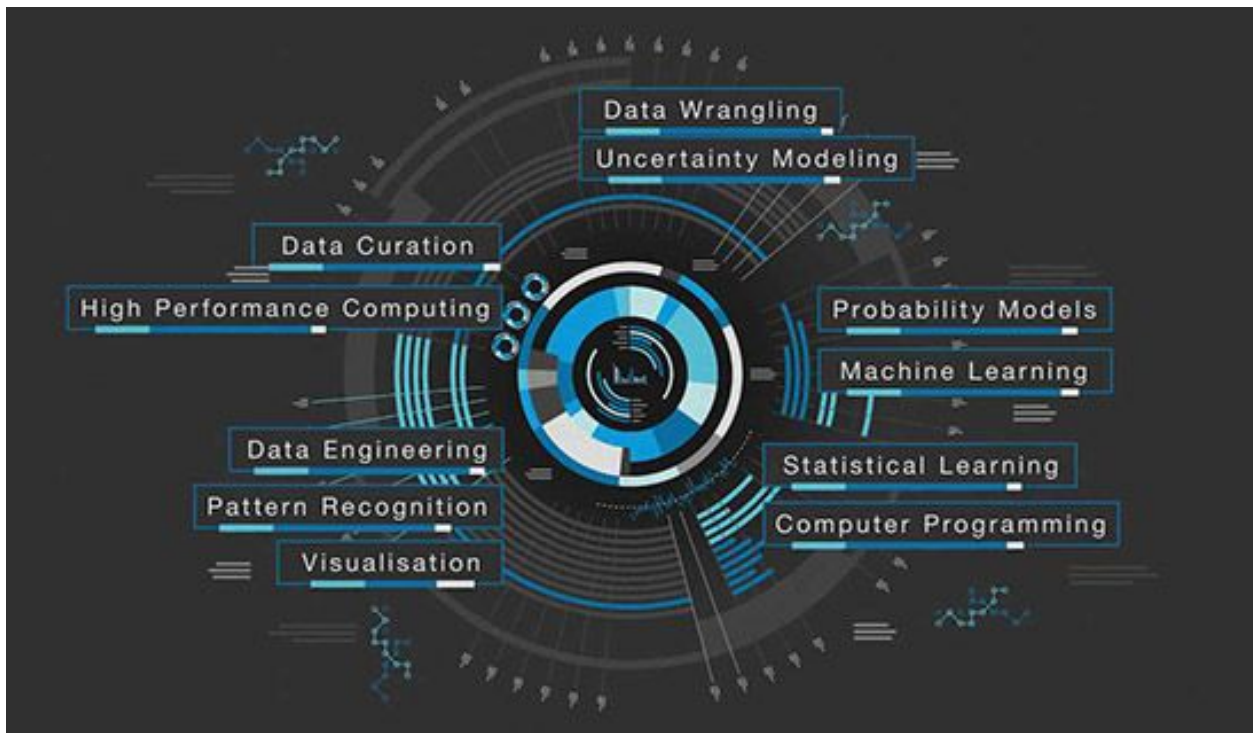 Data Wrangling
Uncertainty Modeling
Data Curation
High Performance Computing
Probability Models
Machine Learning
Data Engineering
Pattern Recognition
Visualisation
Statistical Learning
Computer Programming